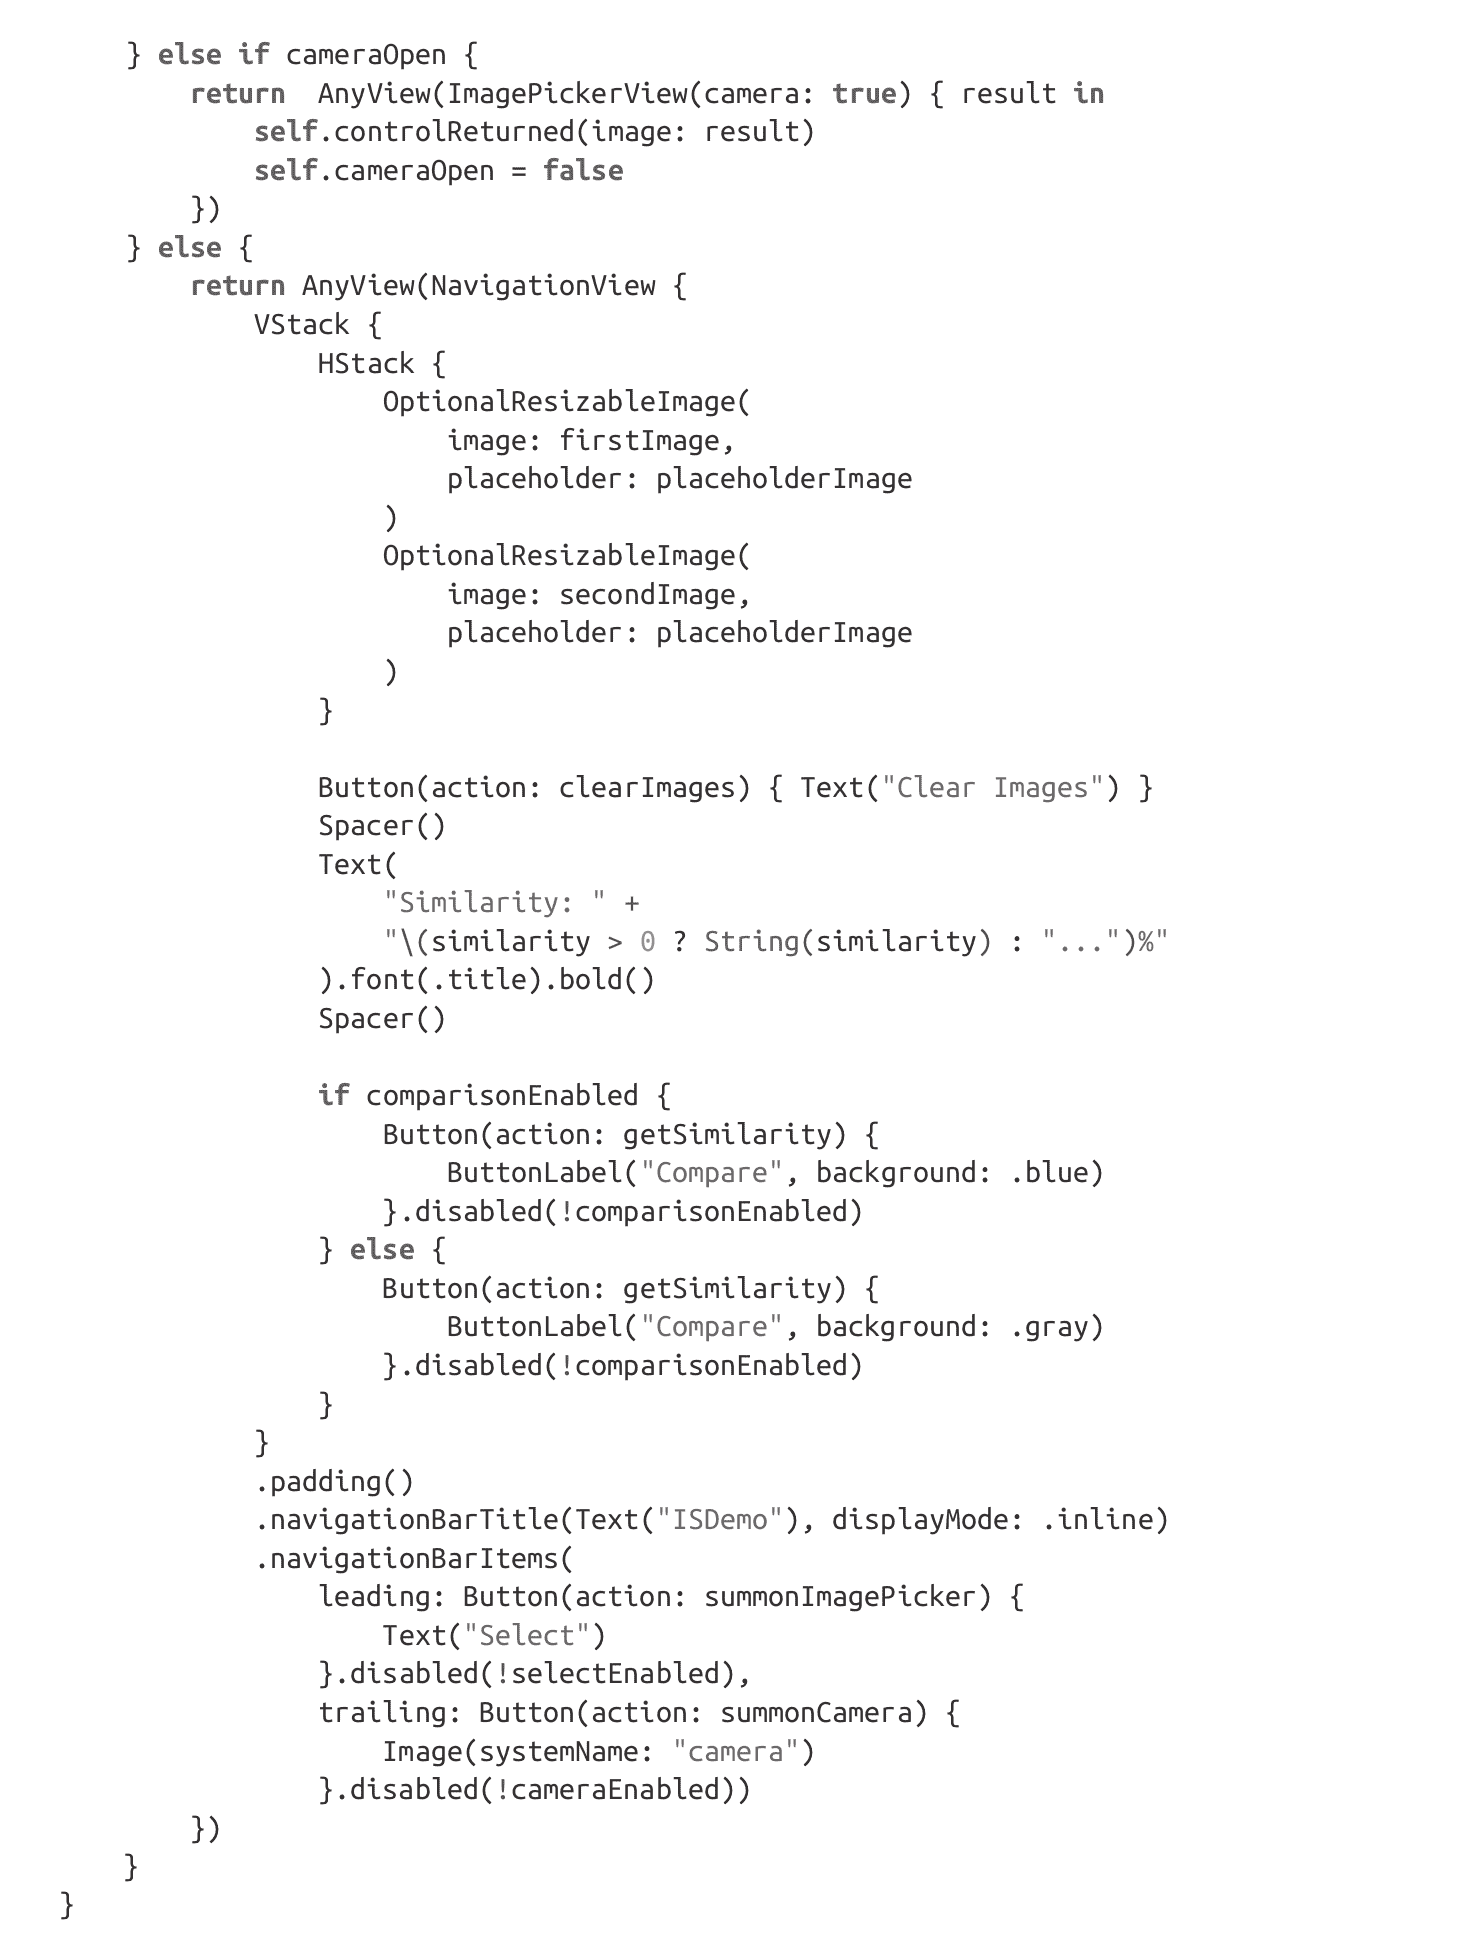 } else if cameraOpen {
    return  AnyView(ImagePickerView(camera: true) { result in
        self.controlReturned(image: result)
        self.cameraOpen = false
    })
} else {
    return AnyView(NavigationView {
        VStack {
            HStack {
                OptionalResizableImage(
                    image: firstImage,
                    placeholder: placeholderImage
                )
                OptionalResizableImage(
                    image: secondImage,
                    placeholder: placeholderImage
                )
            }

            Button(action: clearImages) { Text("Clear Images") }
            Spacer()
            Text(
                "Similarity: " +
                "\(similarity > 0 ? String(similarity) : "...")%"
            ).font(.title).bold()
            Spacer()

            if comparisonEnabled {
                Button(action: getSimilarity) {
                    ButtonLabel("Compare", background: .blue)
                }.disabled(!comparisonEnabled)
            } else {
                Button(action: getSimilarity) {
                    ButtonLabel("Compare", background: .gray)
                }.disabled(!comparisonEnabled)
            }
        }
        .padding()
        .navigationBarTitle(Text("ISDemo"), displayMode: .inline)
        .navigationBarItems(
            leading: Button(action: summonImagePicker) {
                Text("Select")
            }.disabled(!selectEnabled),
            trailing: Button(action: summonCamera) {
                Image(systemName: "camera")
            }.disabled(!cameraEnabled))
    })
}
}